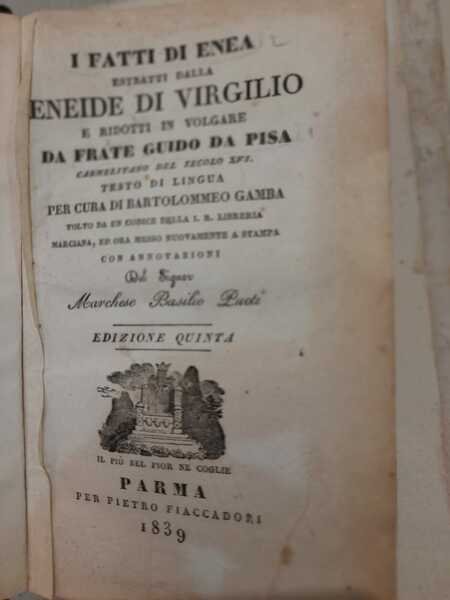 I FATTI DI ENEA
ESTRATTI DALLA
ENEIDE DI VIRGILIO
E RIDOTTI IN VOLGARE
DA FRATE GUIDO DA PISA
CARMELITANO DEL SECOLO XVI.
TESTO DI LINGUA
PER CURA DI BARTOLOMMEO GAMBA
VOLTO DA UN CODICE DELLA I. R. LIBRERIA
MARCIANA, ED ORA MESSO NUOVAMENTE A STAMPA
CON ANNOTAZIONI
Del Signor
Marchese Basilio Puoti
EDIZIONE QUINTA
IL PIÙ BEL FIOR NE COGLIE
PARMA
PER PIETRO FIACCADORI
1839